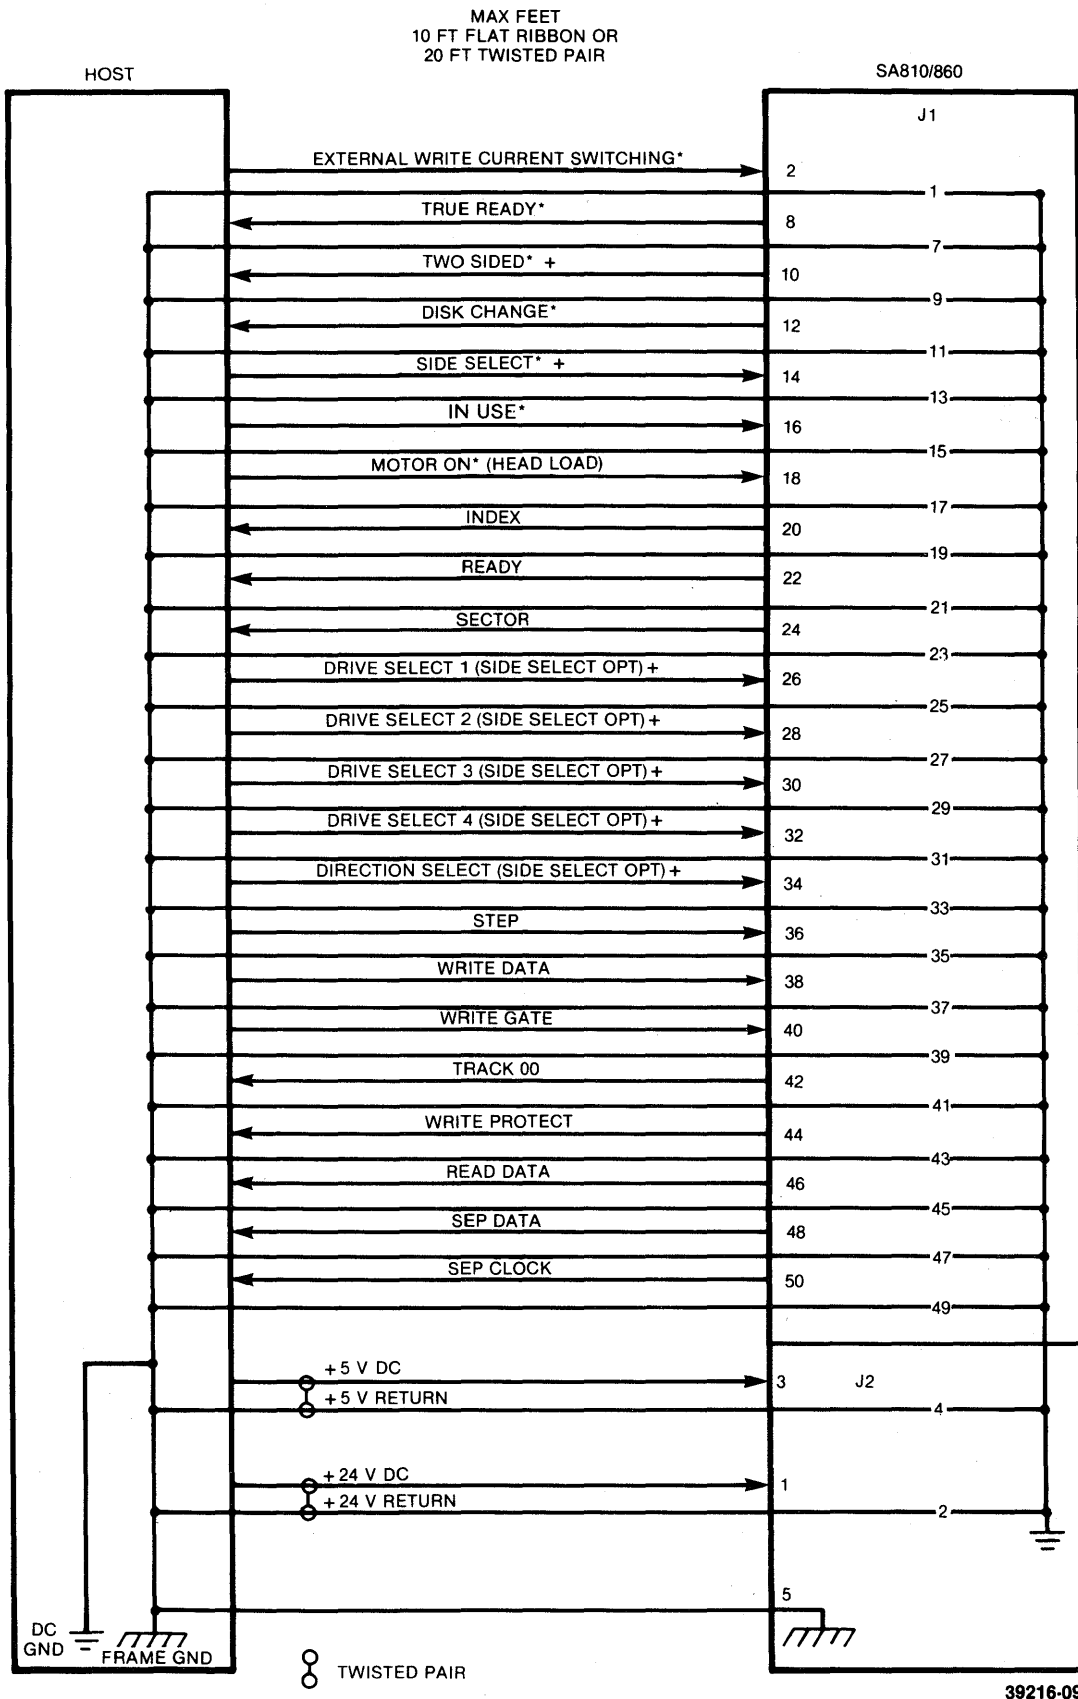 MAX FEET
10 FT FLAT RIBBON OR
20 FT TWISTED PAIR
HOST
SA810/860
J1
EXTERNAL WRITE CURRENT SWITCHING*
2
1
TRUE READY*
8
7
TWO SIDED* +
10
9
DISK CHANGE*
12
11
SIDE SELECT* +
14
13
IN USE*
16
15
MOTOR ON* (HEAD LOAD)
18
17
INDEX
20
19
READY
22
21
SECTOR
24
23
DRIVE SELECT 1 (SIDE SELECT OPT) +
26
25
DRIVE SELECT 2 (SIDE SELECT OPT) +
28
27
DRIVE SELECT 3 (SIDE SELECT OPT) +
30
29
DRIVE SELECT 4 (SIDE SELECT OPT) +
32
31
DIRECTION SELECT (SIDE SELECT OPT) +
34
33
STEP
36
35
WRITE DATA
38
37
WRITE GATE
40
39
TRACK 00
42
41
WRITE PROTECT
44
43
READ DATA
46
45
SEP DATA
48
47
SEP CLOCK
50
49
+5 V DC
3
J2
+5 V RETURN
4
+24 V DC
1
+24 V RETURN
2
5
DC
GND
FRAME GND
TWISTED PAIR
39216-09